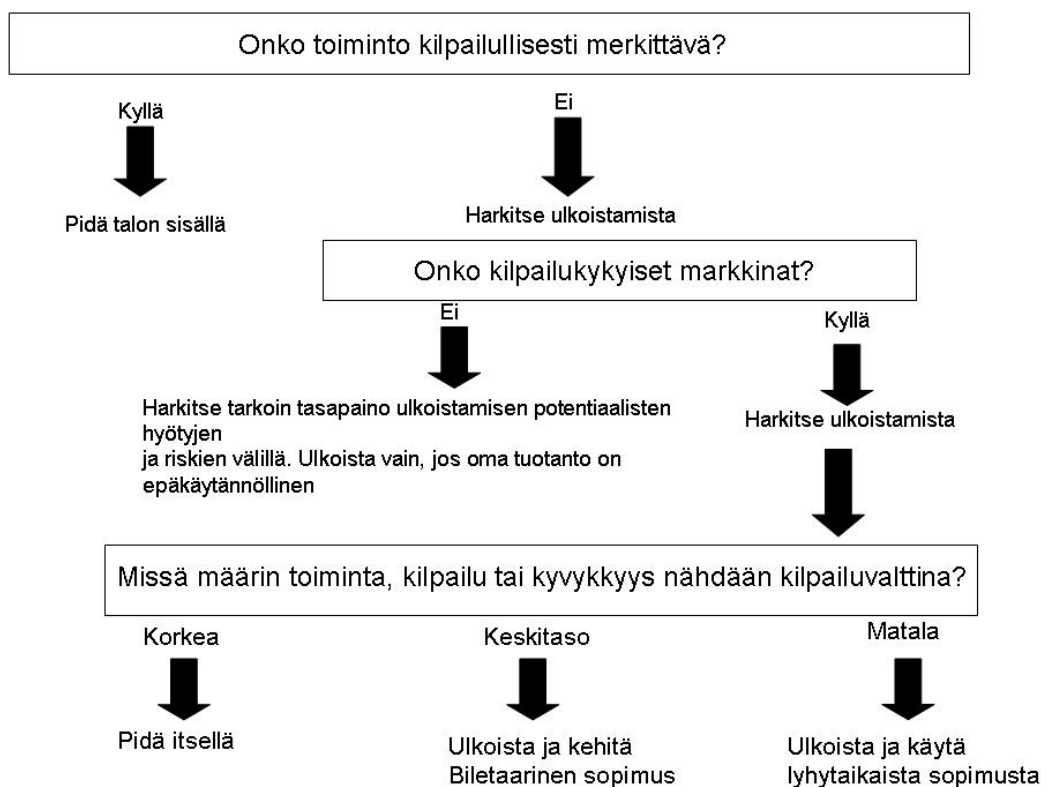 Onko toiminto kilpailullisesti merkittävä?
Kyllä
Ei
Pidä talon sisällä
Harkitse ulkoistamista
Onko kilpailukykyiset markkinat?
Ei
Kyllä
Harkitse tarkoin tasapaino ulkoistamisen potentiaalisten
hyötyjen
ja riskien välillä. Ulkoista vain, jos oma tuotanto on
epäkäytännöllinen
Harkitse ulkoistamista
Missä määrin toiminta, kilpailu tai kyvykkyys nähdään kilpailuvalttina?
Korkea
Keskitaso
Matala
Pidä itsellä
Ulkoista ja kehitä
Biletaarinen sopimus
Ulkoista ja käytä
lyhytaikaista sopimusta